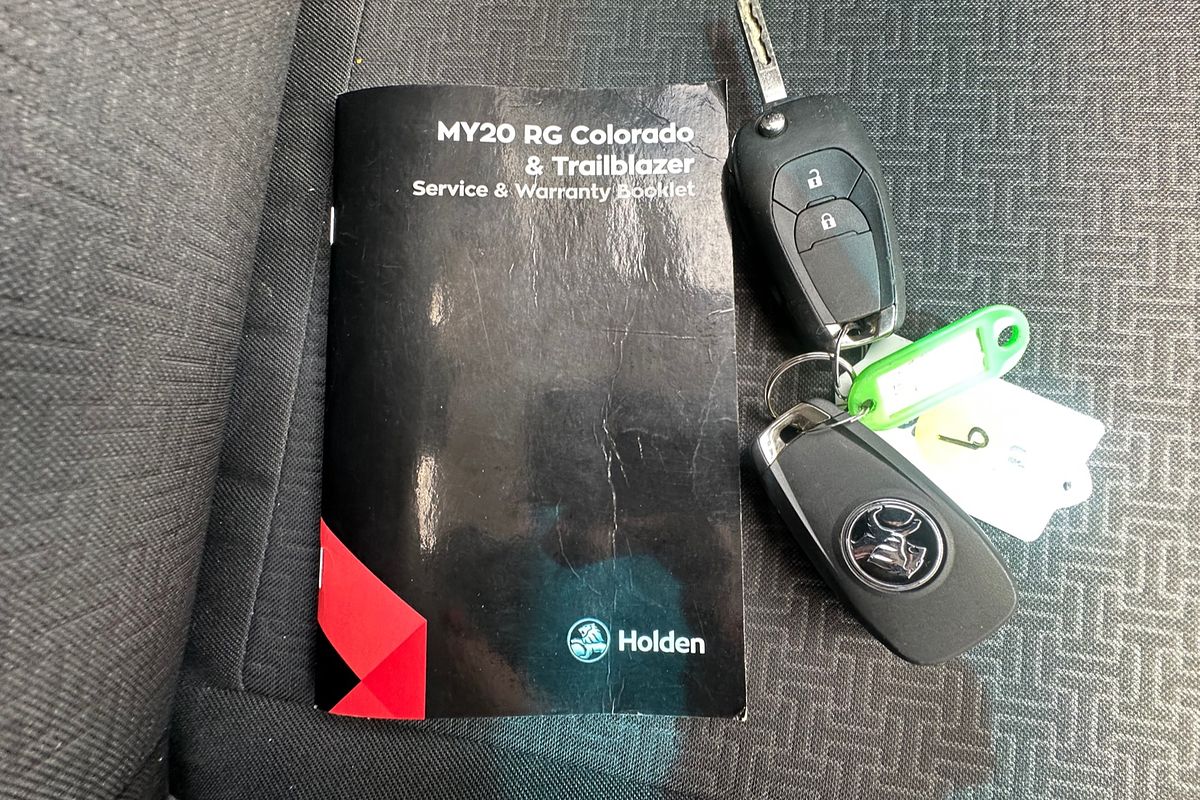 MY20 RG Colorado
& Trailblazer
Service & Warranty Booklet
Holden